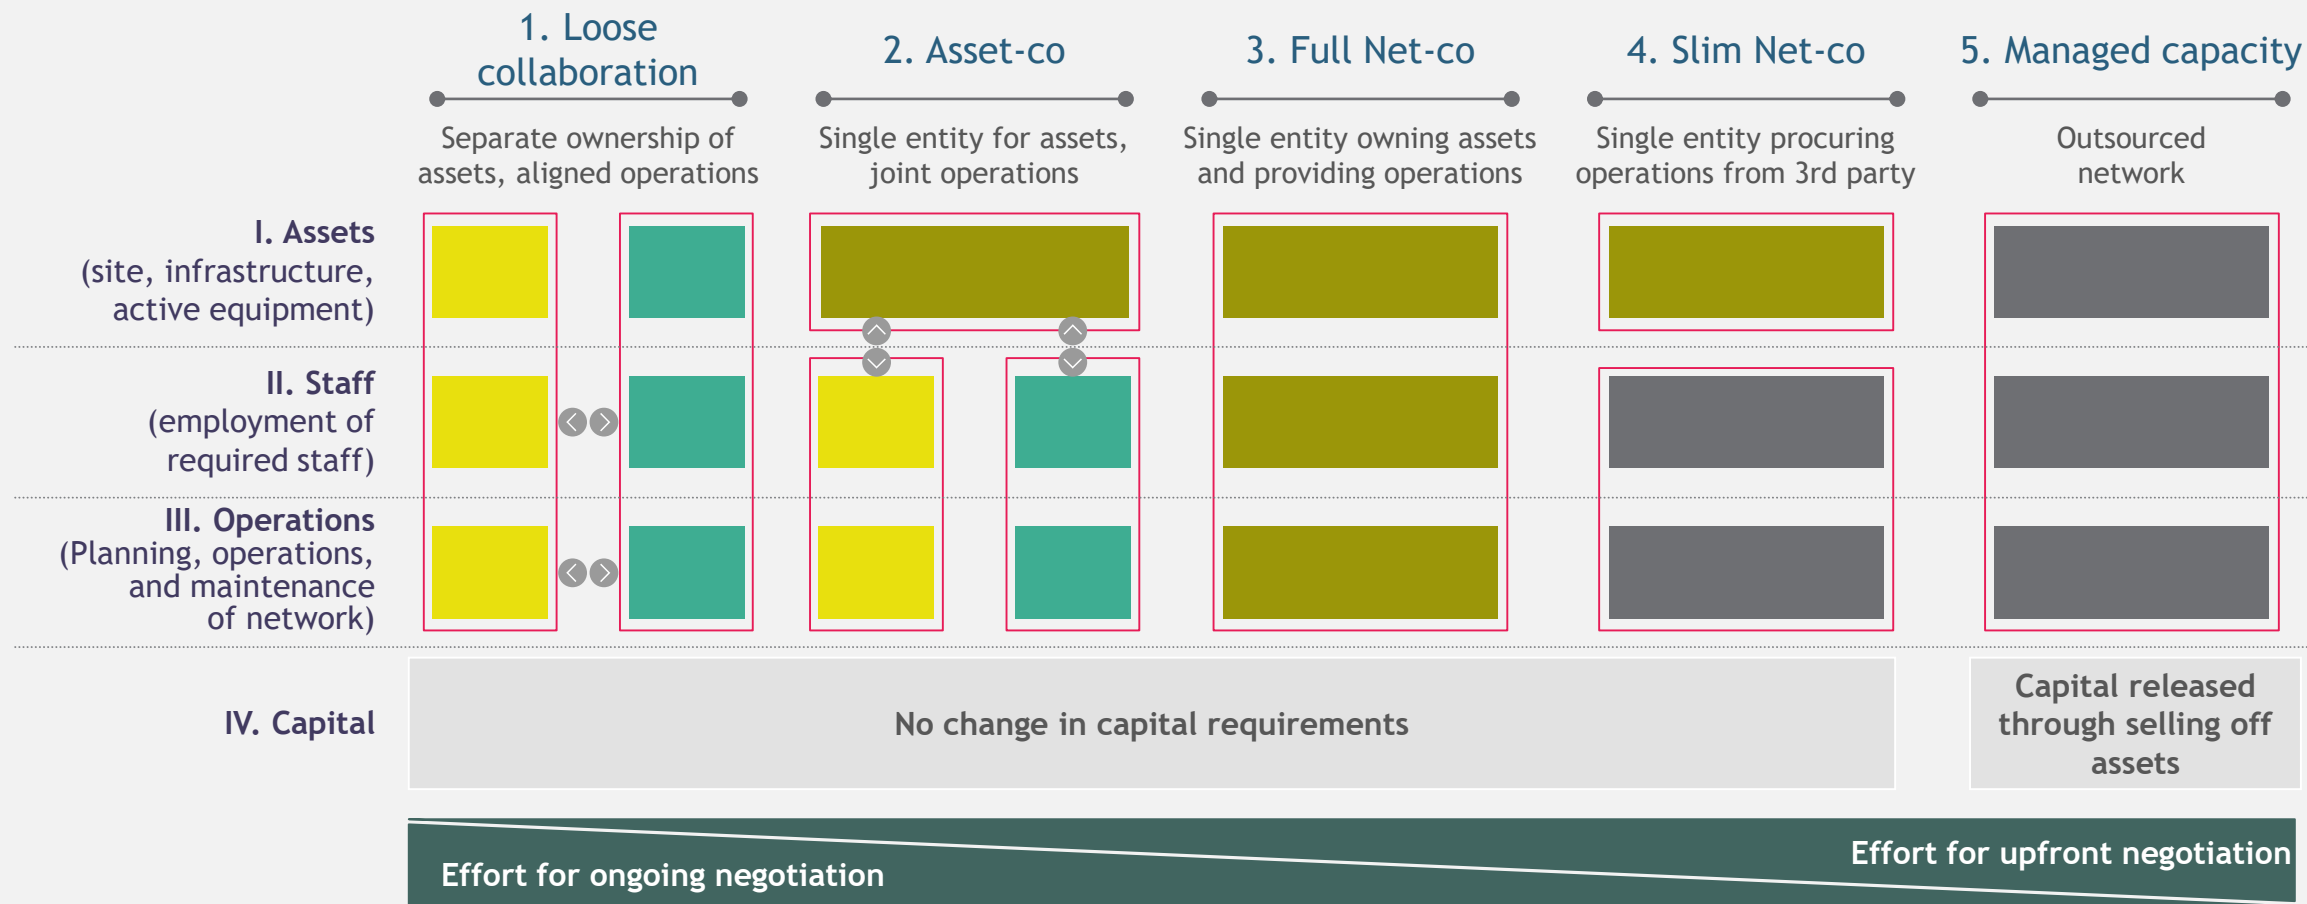 1. Loose
collaboration
2. Asset-co
3. Full Net-co
4. Slim Net-co
5. Managed capacity
Separate ownership of
assets, aligned operations
Single entity for assets,
joint operations
Single entity owning assets
and providing operations
Single entity procuring
operations from 3rd party
Outsourced
network
I. Assets
(site, infrastructure,
active equipment)
II. Staff
(employment of
required staff)
III. Operations
(Planning, operations,
and maintenance
of network)
IV. Capital
No change in capital requirements
Capital released
through selling off
assets
Effort for ongoing negotiation
Effort for upfront negotiation